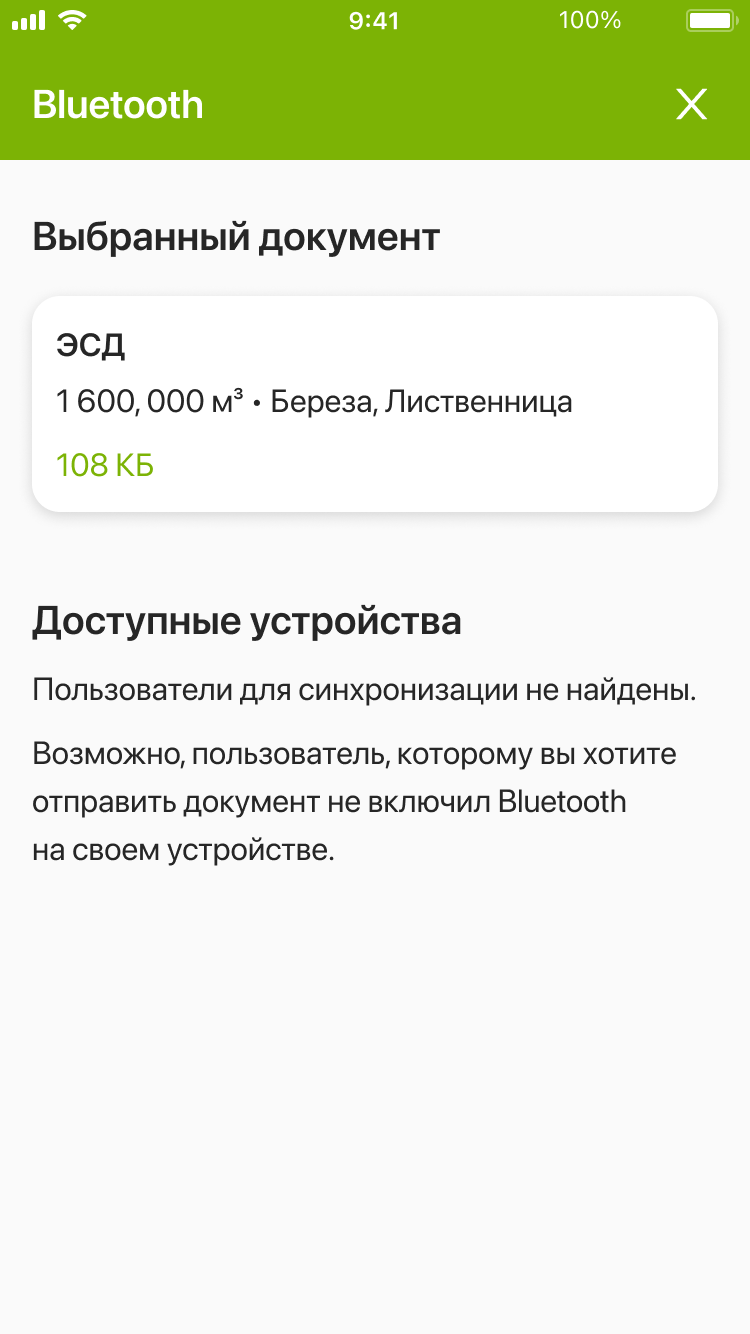 9:41
100%
Bluetooth
Выбранный документ
ЭСД
1 600, 000 м³ • Береза, Лиственница
108 КБ
Доступные устройства
Пользователи для синхронизации не найдены.
Возможно, пользователь, которому вы хотите
отправить документ не включил Bluetooth
на своем устройстве.